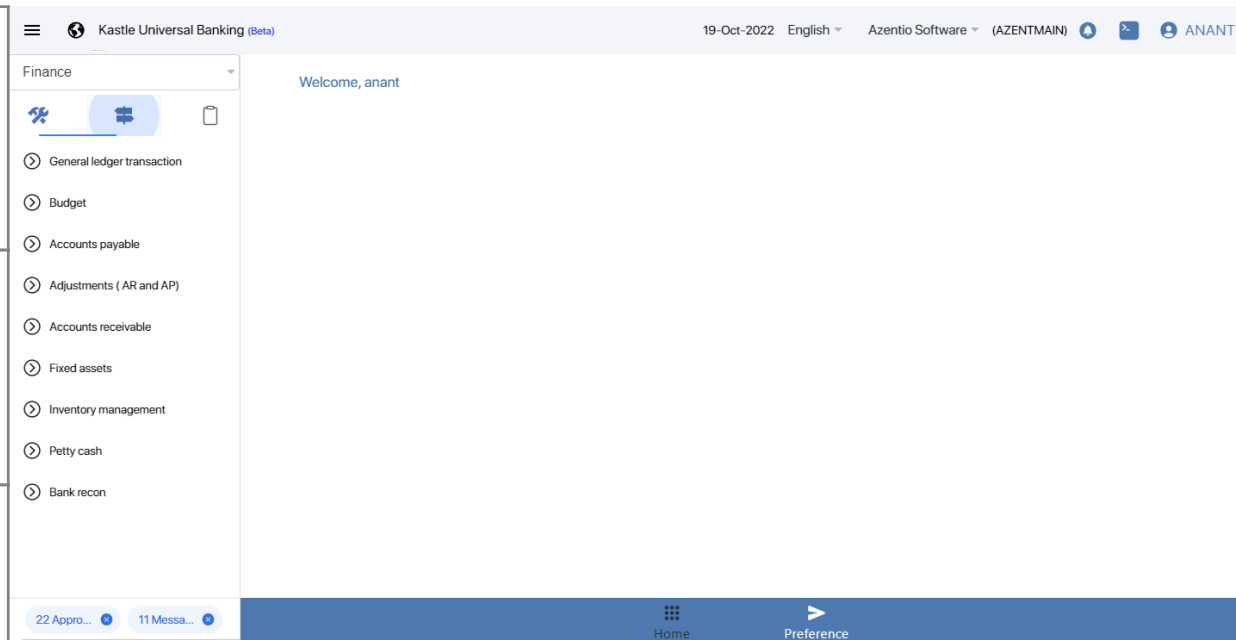 Kastle Universal Banking (Beta) 19-Oct-2022 English Azentio Software (AZENTMAIN) ANANT
Finance
Welcome, anant
General ledger transaction
Budget
Accounts payable
Adjustments ( AR and AP)
Accounts receivable
Fixed assets
Inventory management
Petty cash
Bank recon
22 Appro... 11 Messa...
Home Preference